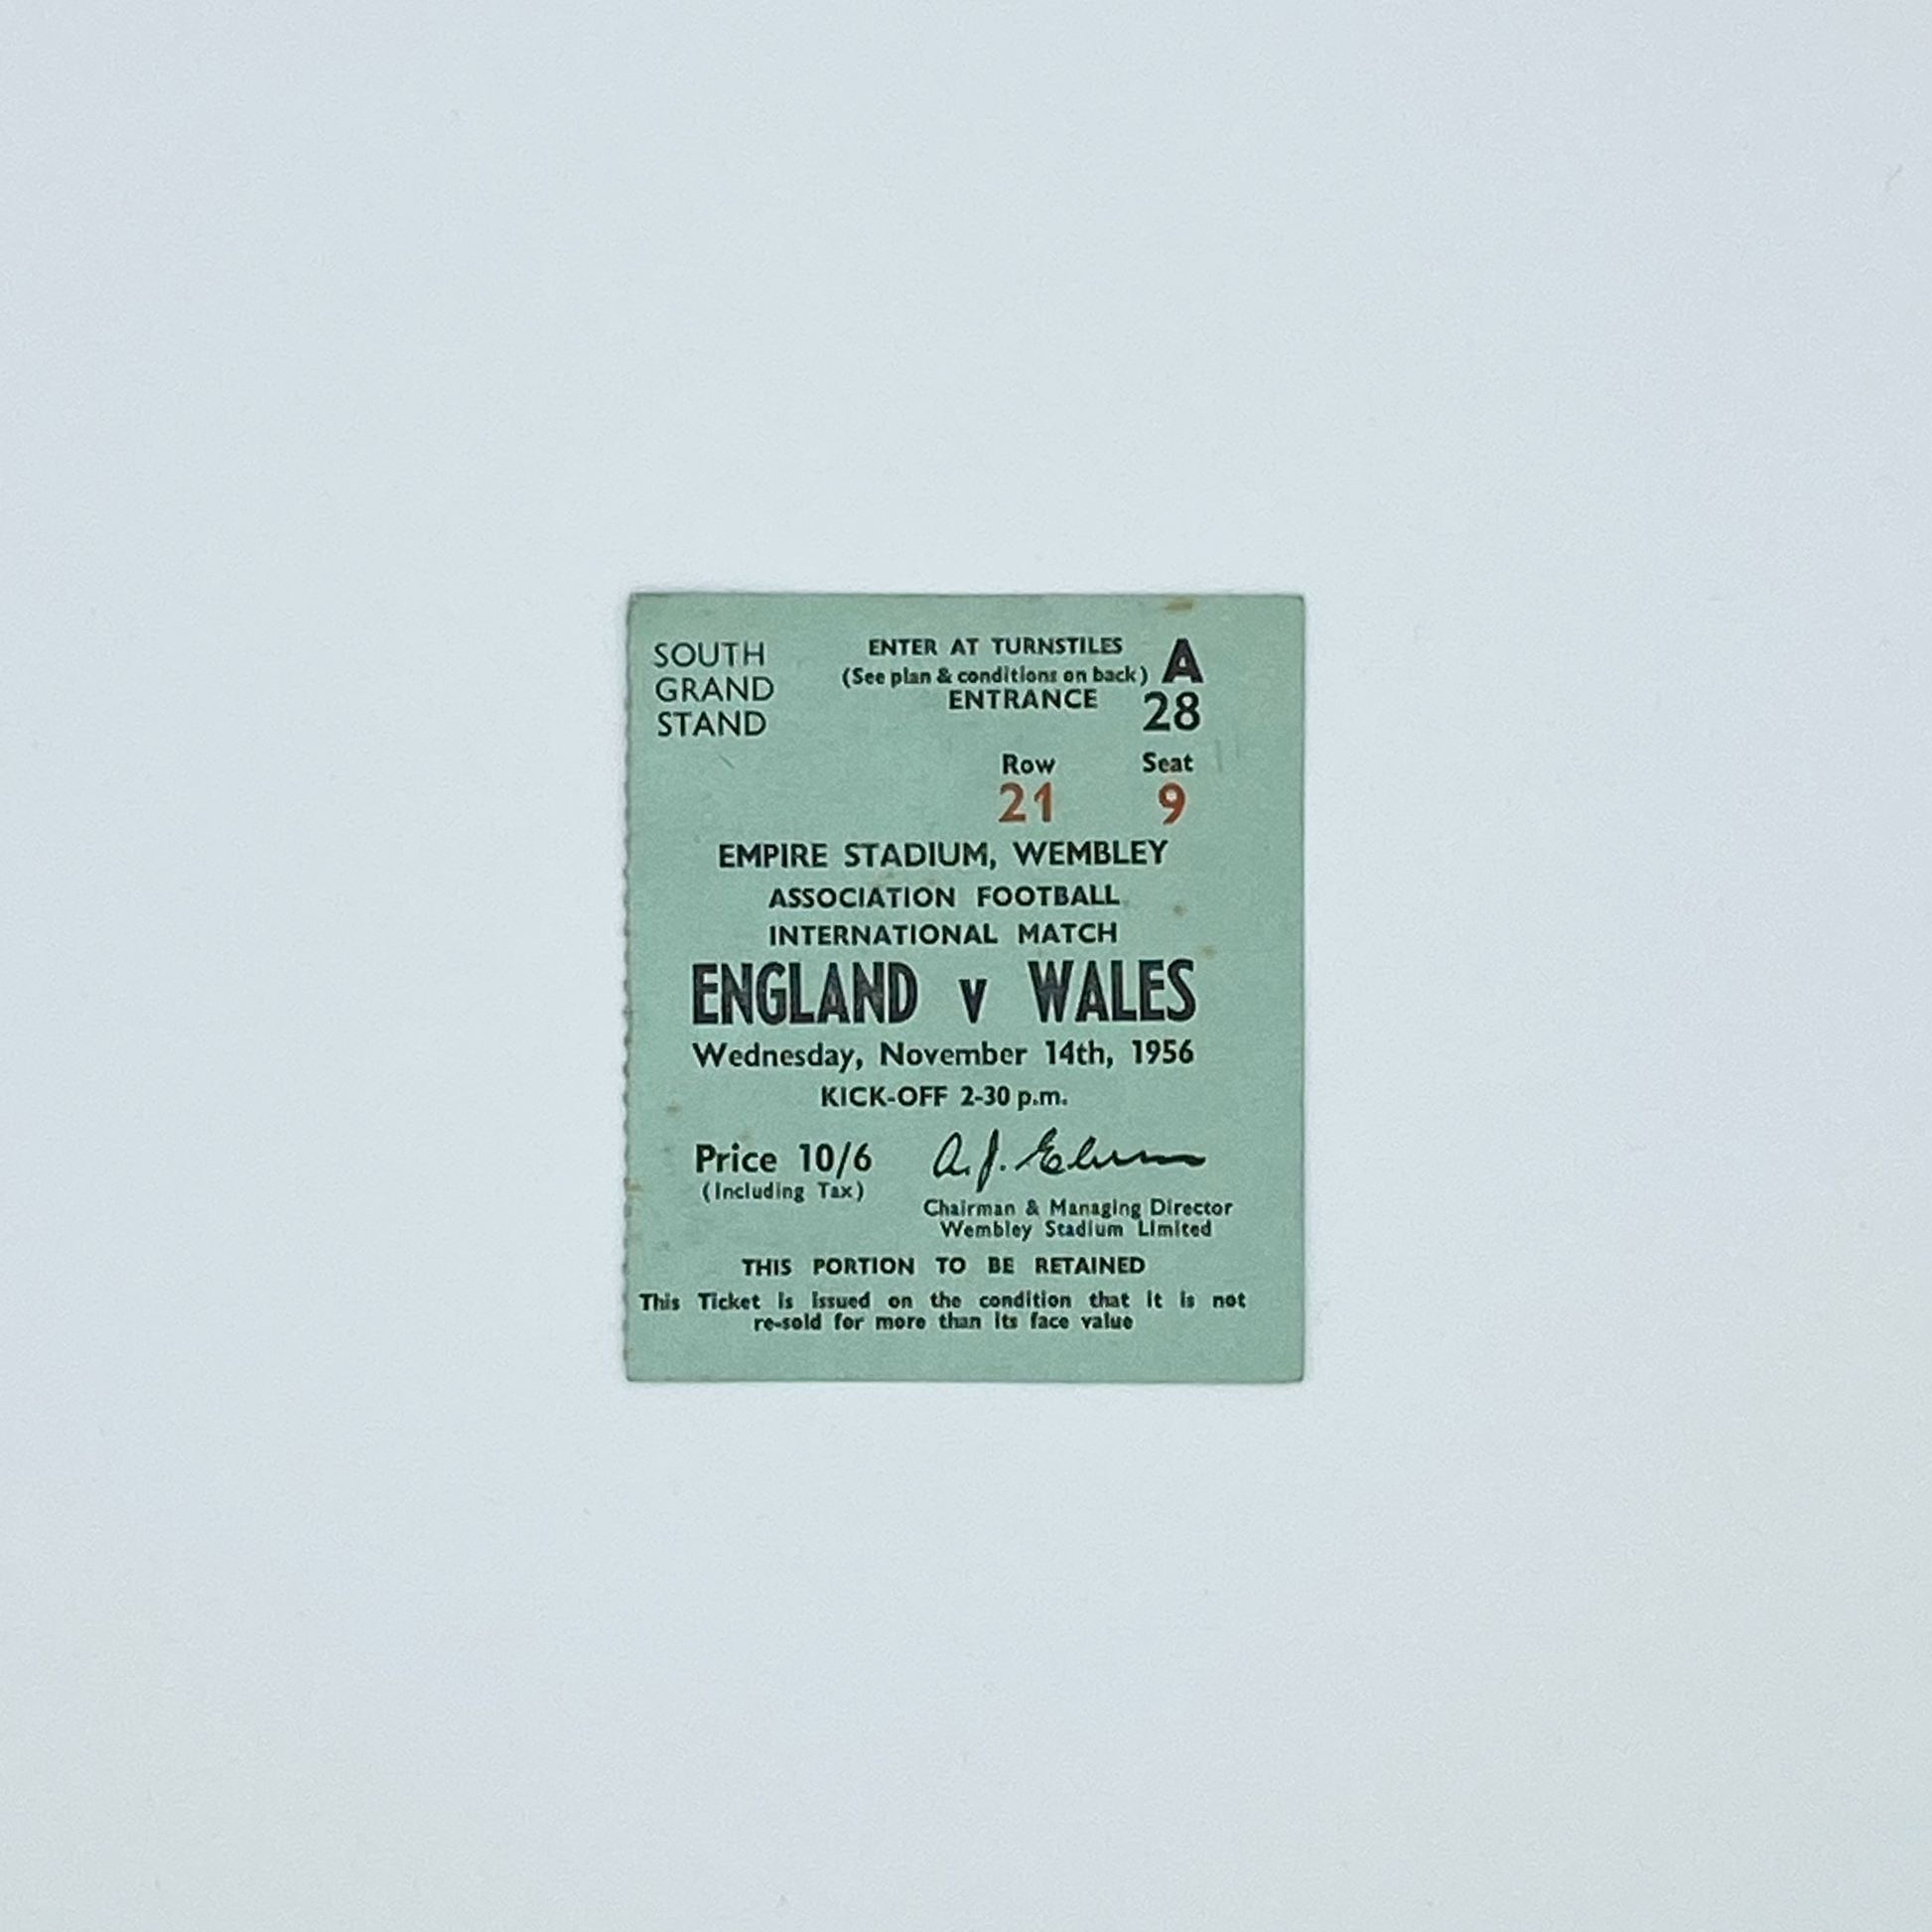 SOUTH
GRAND
STAND
ENTER AT TURNSTILES A
(See plan & conditions on back)
ENTRANCE 28
Row Seat
21 9
EMPIRE STADIUM, WEMBLEY
ASSOCIATION FOOTBALL
INTERNATIONAL MATCH
ENGLAND v WALES
Wednesday, November 14th, 1956
KICK-OFF 2-30 p.m.
Price 10/6
(Including Tax)
A. J. Elvin
Chairman & Managing Director
Wembley Stadium Limited
THIS PORTION TO BE RETAINED
This Ticket is issued on the condition that it is not
re-sold for more than its face value